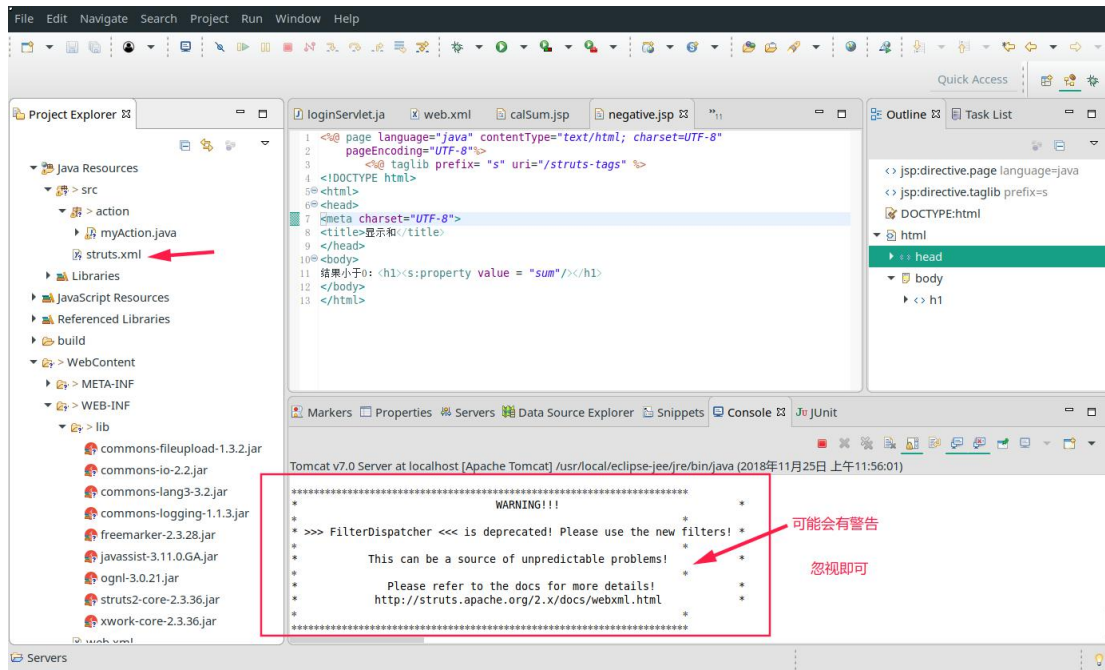 File Edit Navigate Search Project Run Window Help
Quick Access
Project Explorer
Java Resources
> src
> action
myAction.java
struts.xml
Libraries
JavaScript Resources
Referenced Libraries
build
> WebContent
> META-INF
> WEB-INF
> lib
commons-fileupload-1.3.2.jar
commons-io-2.2.jar
commons-lang3-3.2.jar
commons-logging-1.1.3.jar
freemarker-2.3.28.jar
javassist-3.11.0.GA.jar
ognl-3.0.21.jar
struts2-core-2.3.36.jar
xwork-core-2.3.36.jar
web.xml
Servers
loginServlet.ja web.xml calSum.jsp negative.jsp "11
1 <%@ page language="java" contentType="text/html; charset=UTF-8"
2 pageEncoding="UTF-8"%>
3 <%@ taglib prefix= "s" uri="/struts-tags" %>
4 <!DOCTYPE html>
5 <html>
6 <head>
7 <meta charset="UTF-8">
8 <title>显示和</title>
9 </head>
10 <body>
11 结果小于0: <h1><s:property value = "sum"/></h1>
12 </body>
13 </html>
Outline Task List
<> jsp:directive.page language=java
<> jsp:directive.taglib prefix=s
DOCTYPE:html
html
<> head
body
<> h1
Markers Properties Servers Data Source Explorer Snippets Console JUnit
Tomcat v7.0 Server at localhost [Apache Tomcat] /usr/local/eclipse-jee/jre/bin/java (2018年11月25日 上午11:56:01)
***********************************************************************
* WARNING!!! *
* *
* >>> FilterDispatcher <<< is deprecated! Please use the new filters! *
* *
* This can be a source of unpredictable problems! *
* *
* Please refer to the docs for more details! *
* http://struts.apache.org/2.x/docs/webxml.html *
* *
***********************************************************************
可能会有警告
忽视即可